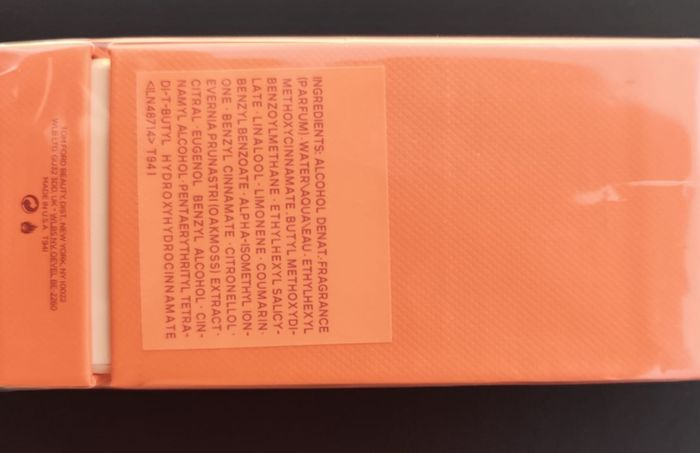 INGREDIENTS: ALCOHOL DENAT.·FRAGRANCE
(PARFUM)·WATER\AQUA\EAU·ETHYLHEXYL
METHOXYCINNAMATE·BUTYL METHOXYDI-
BENZOYLMETHANE·ETHYLHEXYL SALICY-
LATE·LINALOOL·LIMONENE·COUMARIN·
BENZYL BENZOATE·ALPHA-ISOMETHYL ION-
ONE·BENZYL CINNAMATE·CITRONELLOL·
EVERNIA PRUNASTRI (OAKMOSS) EXTRACT·
CITRAL·EUGENOL·BENZYL ALCOHOL·CIN-
NAMYL ALCOHOL·PENTAERYTHRITYL TETRA-
DI-T-BUTYL HYDROXYHYDROCINNAMATE
<ILN48714> T941
TOM FORD BEAUTY, DIST. NEW YORK, NY 10022
MADE IN U.S.A. T941